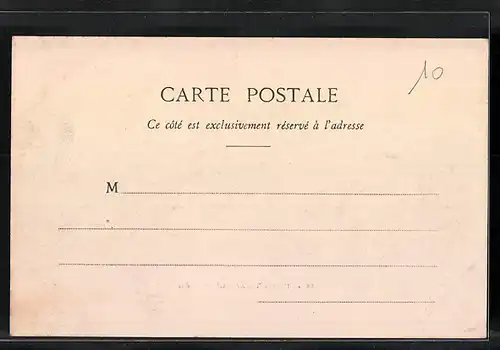 10
CARTE POSTALE
Ce côté est exclusivement réservé à l'adresse
M